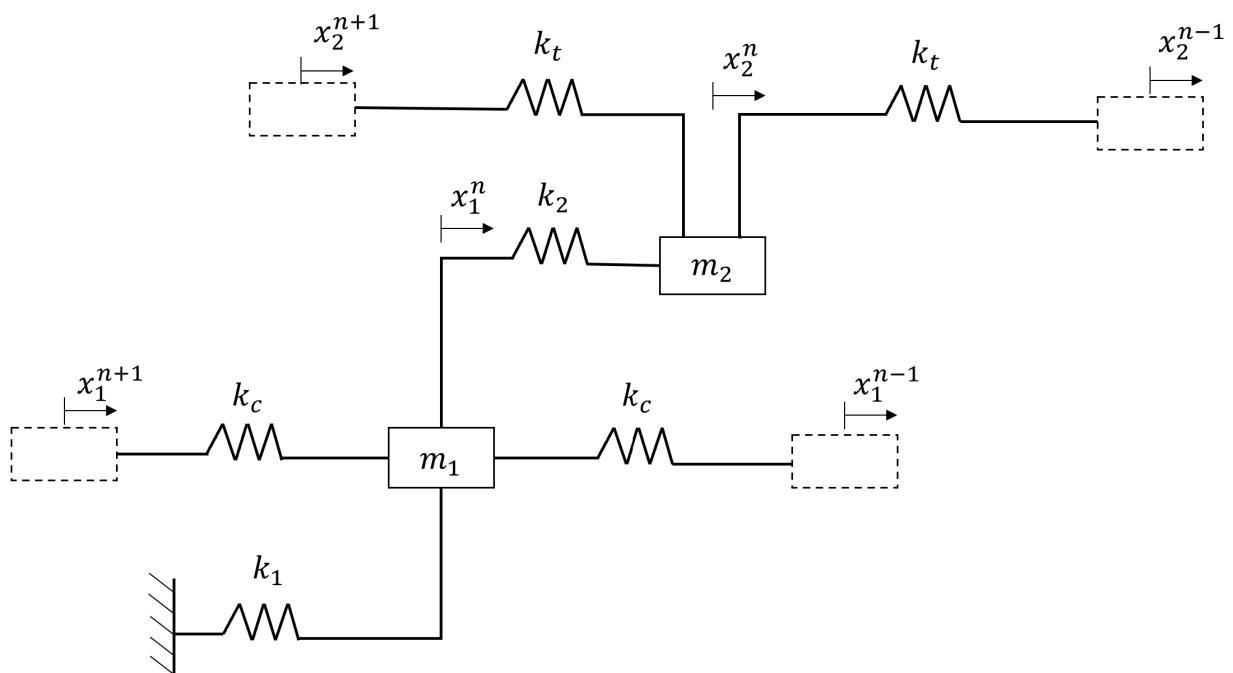 $x_2^{n+1}$
$k_t$
$x_2^n$
$k_t$
$x_2^{n-1}$
$x_1^n$
$k_2$
$m_2$
$x_1^{n+1}$
$k_c$
$k_c$
$x_1^{n-1}$
$m_1$
$k_1$